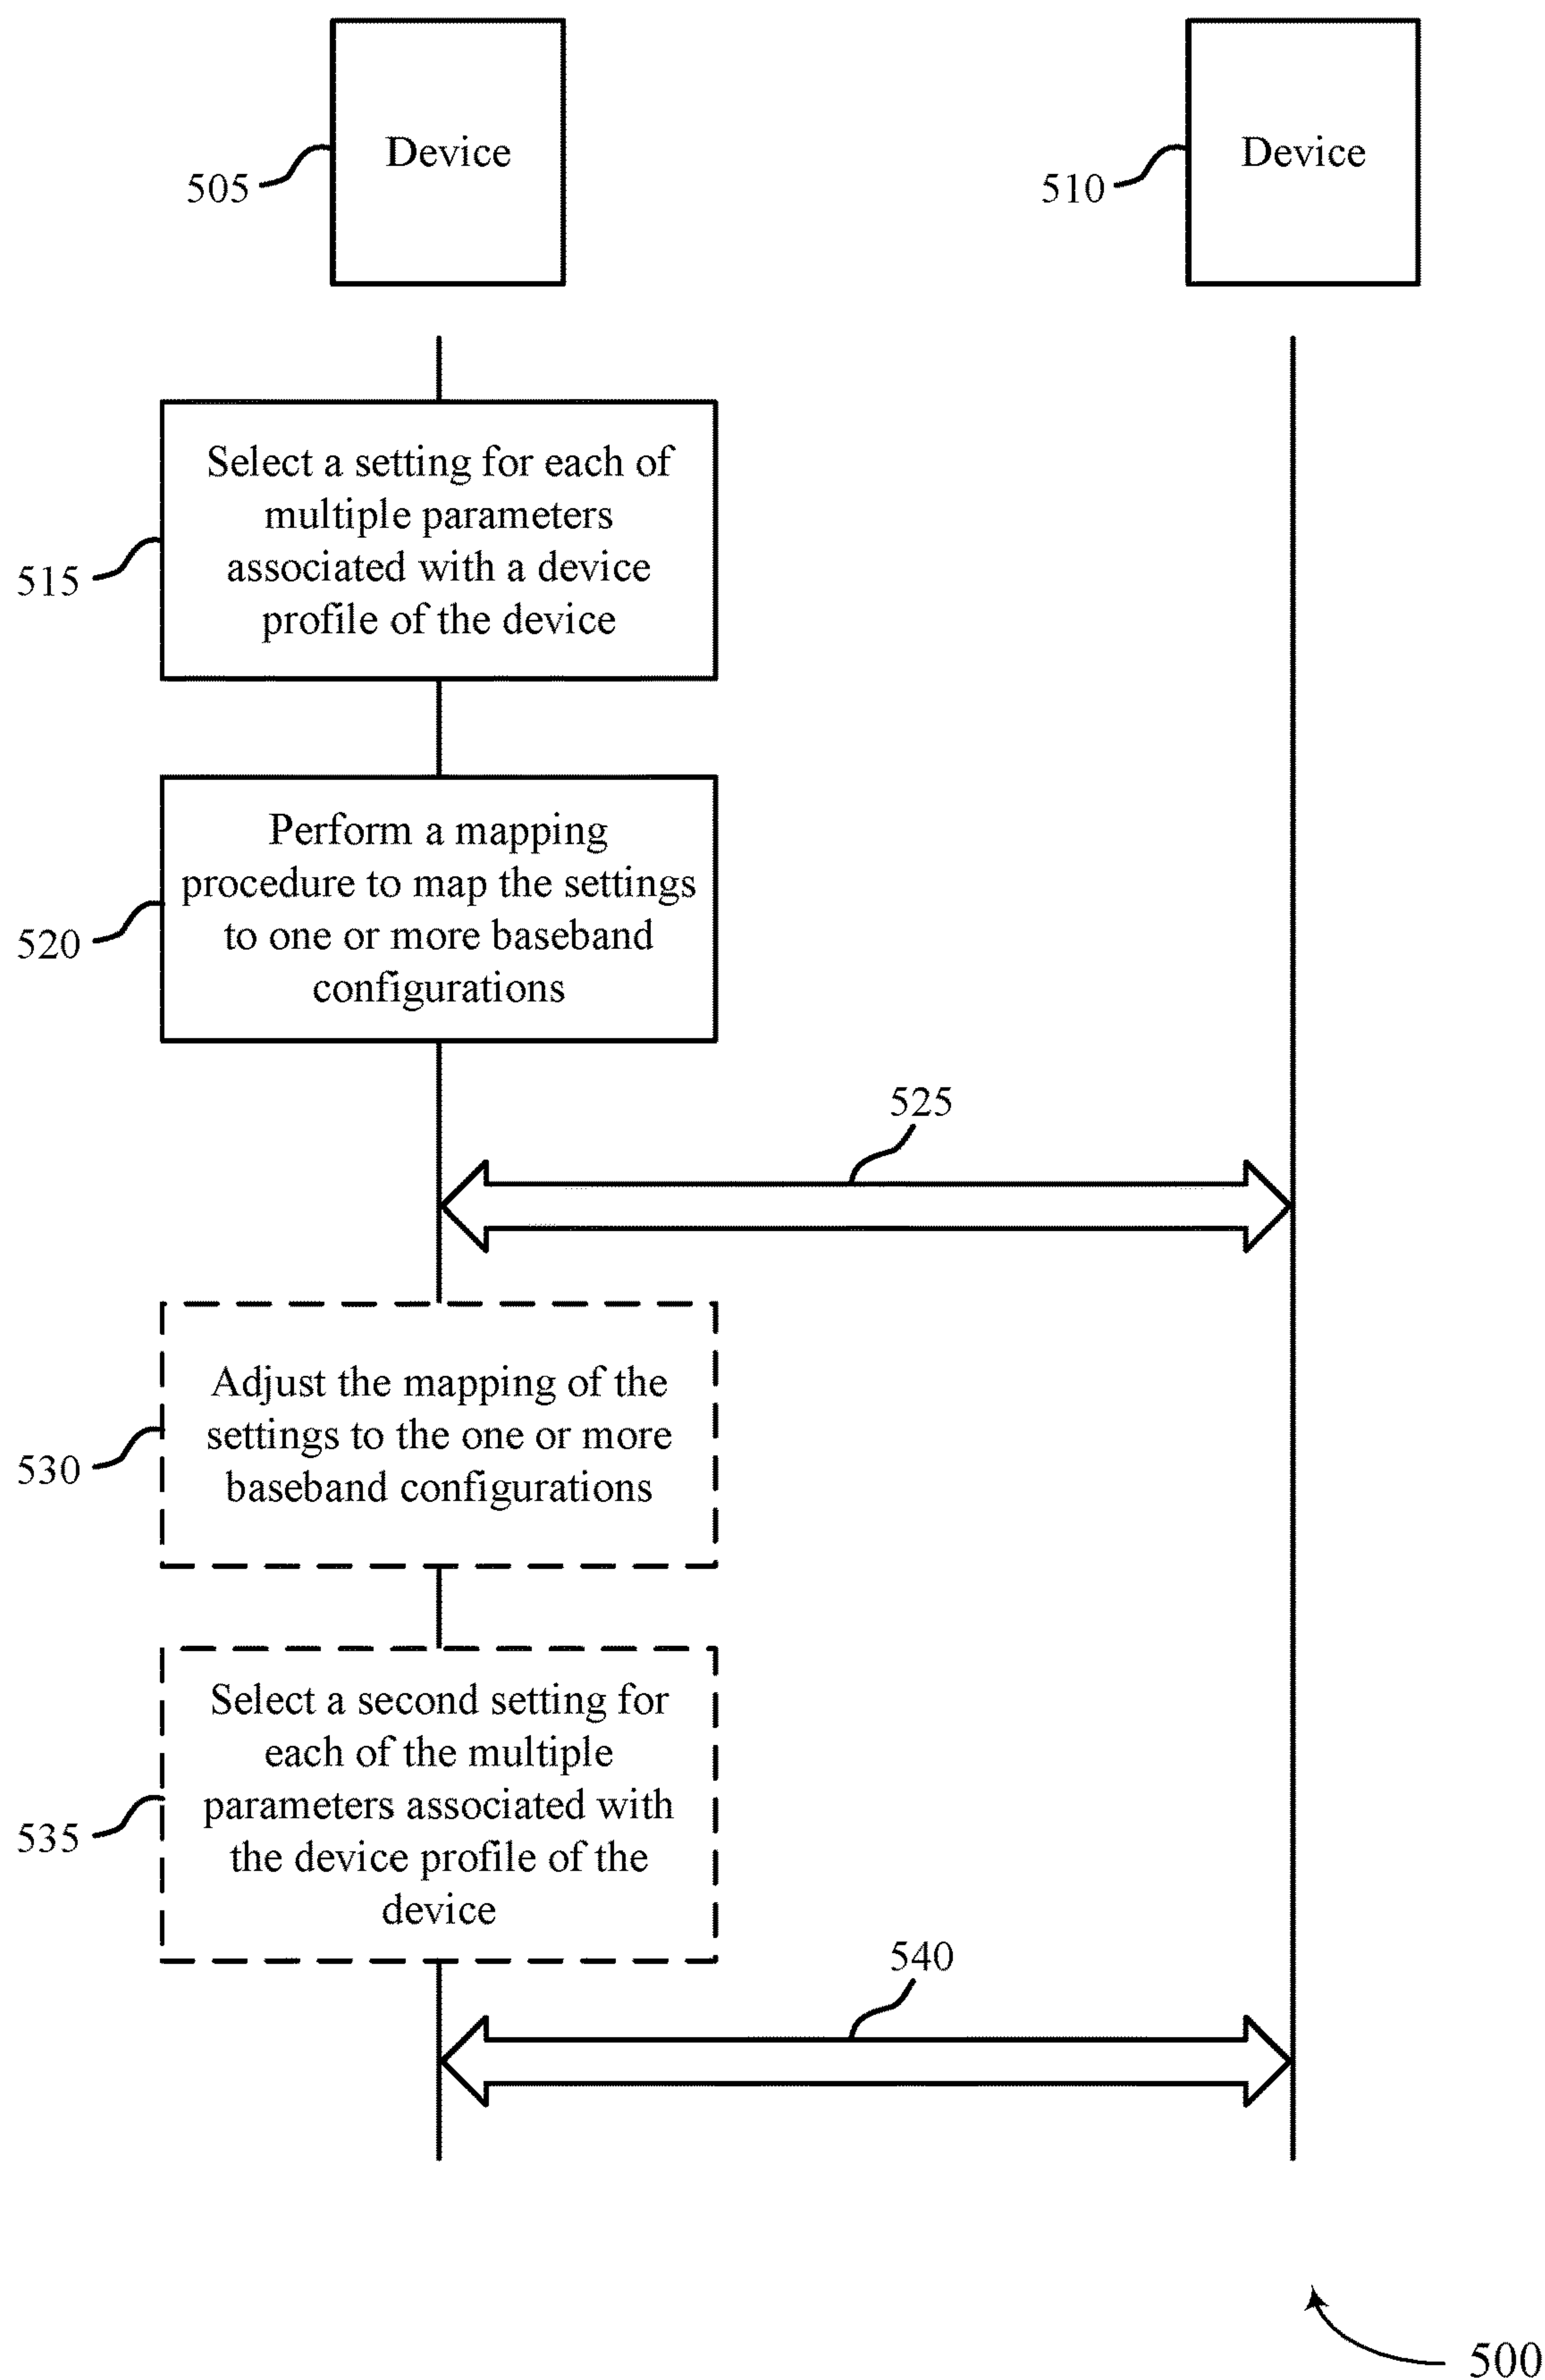 Device
505
Device
510
Select a setting for each of
multiple parameters
associated with a device
profile of the device
515
Perform a mapping
procedure to map the settings
to one or more baseband
configurations
520
525
Adjust the mapping of the
settings to the one or more
baseband configurations
530
Select a second setting for
each of the multiple
parameters associated with
the device profile of the
device
535
540
500